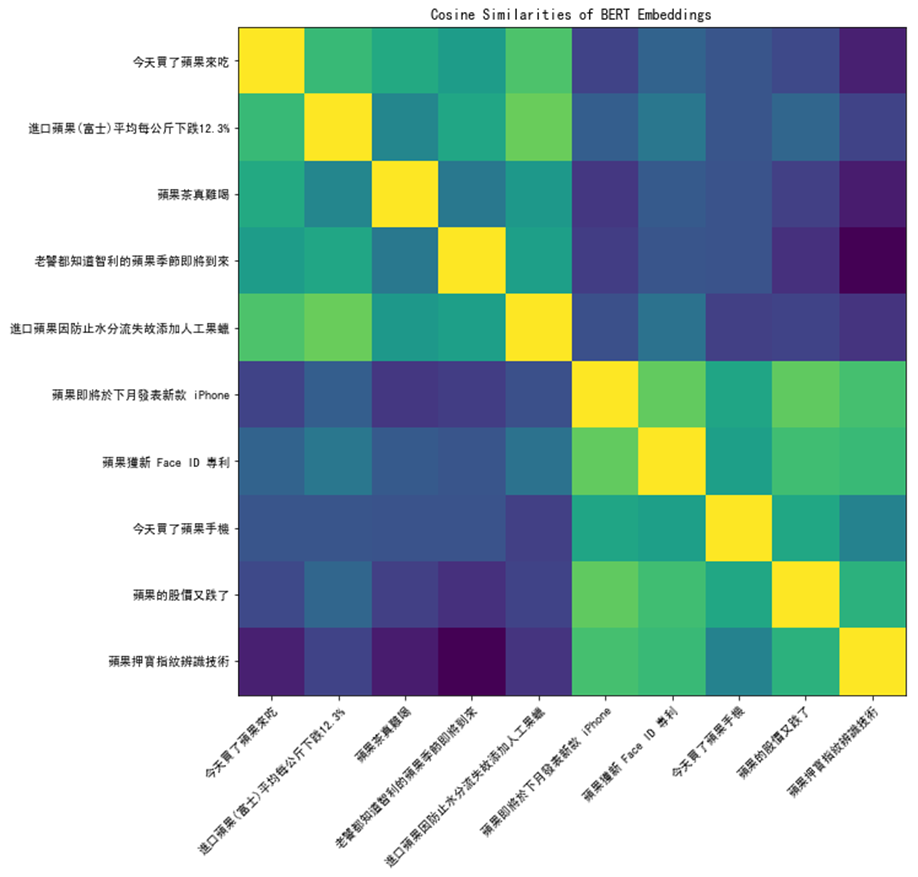 Cosine Similarities of BERT Embeddings
今天買了蘋果來吃
進口蘋果(富士)平均每公斤下跌12.3%
蘋果茶真難喝
老饕都知道智利的蘋果季節即將到來
進口蘋果因防止水分流失故添加人工果蠟
蘋果即將於下月發表新款 iPhone
蘋果獲新 Face ID 專利
今天買了蘋果手機
蘋果的股價又跌了
蘋果押寶指紋辨識技術
今天買了蘋果來吃
進口蘋果(富士)平均每公斤下跌12.3%
蘋果茶真難喝
老饕都知道智利的蘋果季節即將到來
進口蘋果因防止水分流失故添加人工果蠟
蘋果即將於下月發表新款 iPhone
蘋果獲新 Face ID 專利
今天買了蘋果手機
蘋果的股價又跌了
蘋果押寶指紋辨識技術